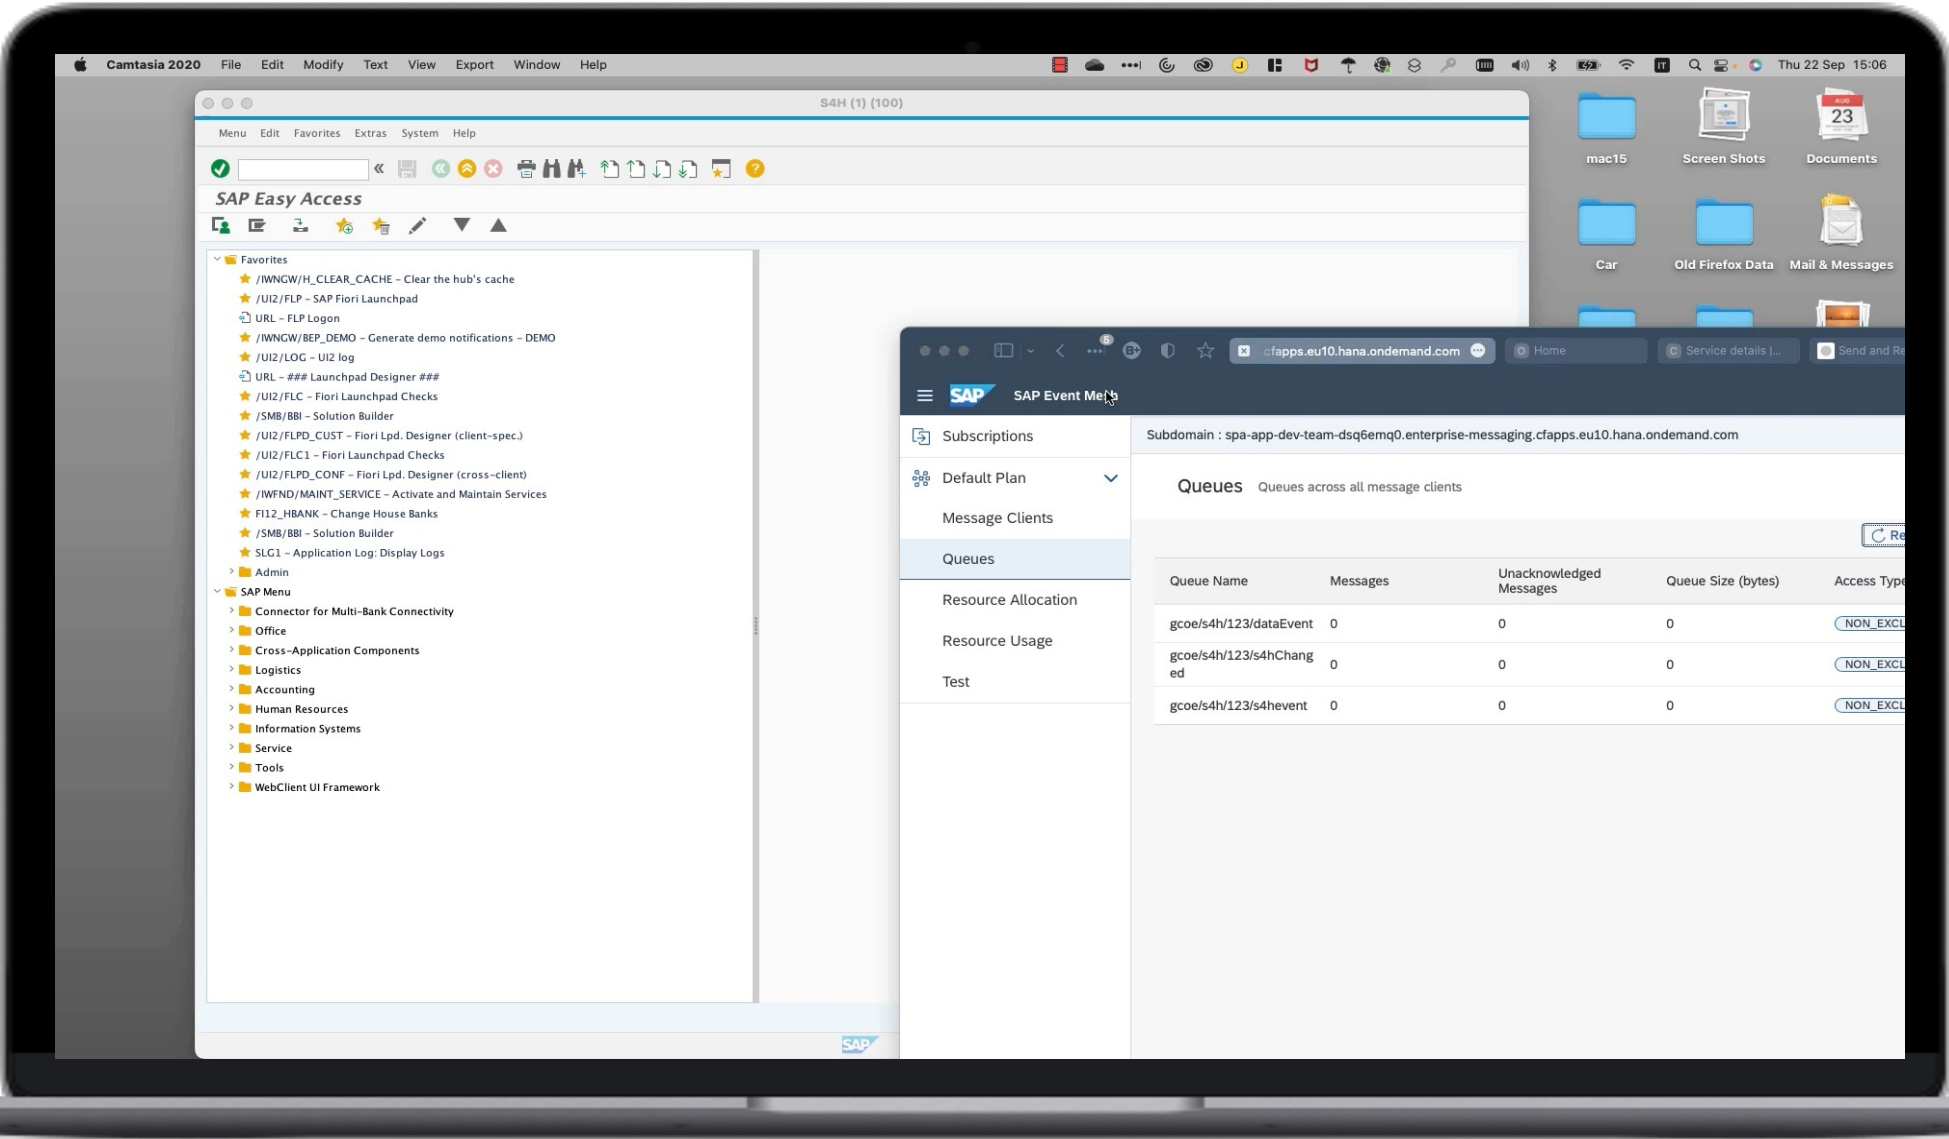 Camtasia 2020 File Edit Modify Text View Export Window Help
Thu 22 Sep 15:06
S4H (1) (100)
Menu Edit Favorites Extras System Help
SAP Easy Access
Favorites
/IWNGW/H_CLEAR_CACHE – Clear the hub's cache
/UI2/FLP – SAP Fiori Launchpad
URL – FLP Logon
/IWNGW/BEP_DEMO – Generate demo notifications – DEMO
/UI2/LOG – UI2 log
URL – ### Launchpad Designer ###
/UI2/FLC – Fiori Launchpad Checks
/SMB/BBI – Solution Builder
/UI2/FLPD_CUST – Fiori Lpd. Designer (client-spec.)
/UI2/FLC1 – Fiori Launchpad Checks
/UI2/FLPD_CONF – Fiori Lpd. Designer (cross-client)
/IWFND/MAINT_SERVICE – Activate and Maintain Services
FI12_HBANK – Change House Banks
/SMB/BBI – Solution Builder
SLG1 – Application Log: Display Logs
Admin
SAP Menu
Connector for Multi-Bank Connectivity
Office
Cross-Application Components
Logistics
Accounting
Human Resources
Information Systems
Service
Tools
WebClient UI Framework
SAP
AUG
23
mac15 Screen Shots Documents
Car Old Firefox Data Mail & Messages
5
cfapps.eu10.hana.ondemand.com Home Service details |... Send and Re
SAP SAP Event Mesh
Subscriptions
Default Plan
Message Clients
Queues
Resource Allocation
Resource Usage
Test
Subdomain : spa-app-dev-team-dsq6emq0.enterprise-messaging.cfapps.eu10.hana.ondemand.com
Queues Queues across all message clients
Re
Queue Name Messages Unacknowledged Messages Queue Size (bytes) Access Type
gcoe/s4h/123/dataEvent 0 0 0 NON_EXCL
gcoe/s4h/123/s4hChang
ed 0 0 0 NON_EXCL
gcoe/s4h/123/s4hevent 0 0 0 NON_EXCL